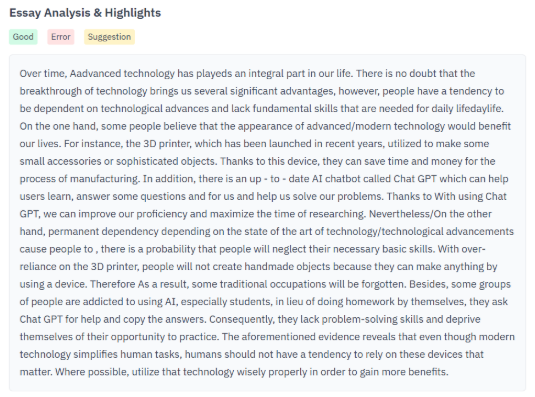 Essay Analysis & Highlights
Good Error Suggestion
Over time, Aadvanced technology has playeds an integral part in our life. There is no doubt that the
breakthrough of technology brings us several significant advantages, however, people have a tendency to
be dependent on technological advances and lack fundamental skills that are needed for daily lifedaylife.
On the one hand, some people believe that the appearance of advanced/modern technology would benefit
our lives. For instance, the 3D printer, which has been launched in recent years, utilized to make some
small accessories or sophisticated objects. Thanks to this device, they can save time and money for the
process of manufacturing. In addition, there is an up - to - date AI chatbot called Chat GPT which can help
users learn, answer some questions and for us and help us solve our problems. Thanks to With using Chat
GPT, we can improve our proficiency and maximize the time of researching. Nevertheless/On the other
hand, permanent dependency depending on the state of the art of technology/technological advancements
cause people to , there is a probability that people will neglect their necessary basic skills. With over-
reliance on the 3D printer, people will not create handmade objects because they can make anything by
using a device. Therefore As a result, some traditional occupations will be forgotten. Besides, some groups
of people are addicted to using AI, especially students, in lieu of doing homework by themselves, they ask
Chat GPT for help and copy the answers. Consequently, they lack problem-solving skills and deprive
themselves of their opportunity to practice. The aforementioned evidence reveals that even though modern
technology simplifies human tasks, humans should not have a tendency to rely on these devices that
matter. Where possible, utilize that technology wisely properly in order to gain more benefits.